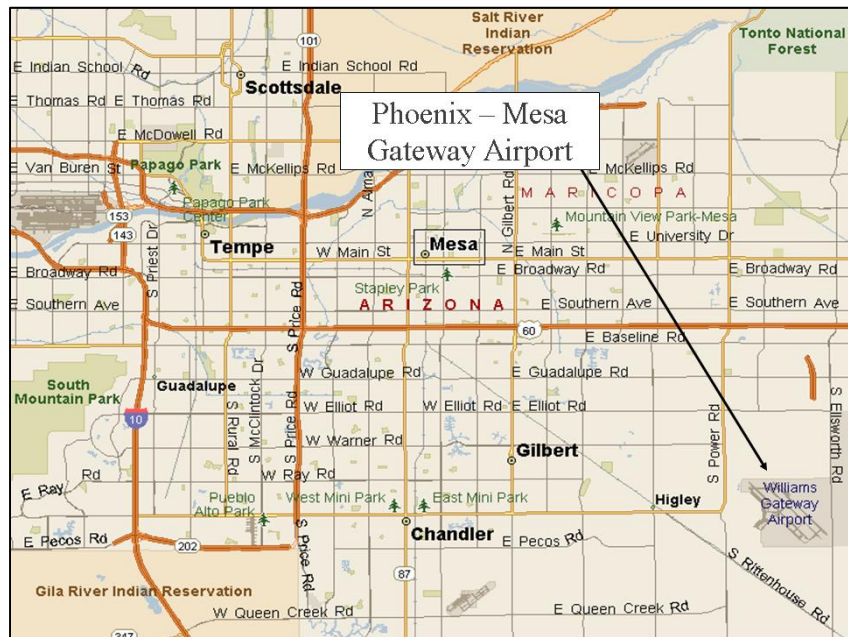 Salt River
Indian
Reservation
Tonto National
Forest
101
E Indian School Rd
E Indian School Rd
Scottsdale
E Thomas Rd
E Thomas Rd
Phoenix – Mesa
Gateway Airport
E McDowell Rd
E Van Buren St
Papago Park
E McKellips Rd
E McKellips Rd
MARICOPA
Papago Park
Center
153
143
N Gilbert Rd
Mountain View Park-Mesa
E University Dr
Tempe
S Priest Dr
W Main St
Mesa
E Main St
E Broadway Rd
E Broadway Rd
E Broadway Rd
Stapley Park
E Southern Ave
ARIZONA
E Southern Ave
E Southern Ave
S Price Rd
60
E Baseline Rd
South
Mountain Park
Guadalupe
W Guadalupe Rd
E Guadalupe Rd
S McClintock Dr
S Rural Rd
S Price Rd
W Elliot Rd
W Elliot Rd
E Elliot Rd
10
S Ellsworth Rd
W Warner Rd
S Power Rd
Gilbert
E Ray Rd
W Ray Rd
Williams
Gateway
Airport
Pueblo
Alto Park
West Mini Park
East Mini Park
Higley
Chandler
E Pecos Rd
202
S Price Rd
E Pecos Rd
S Rittenhouse Rd
87
Gila River Indian Reservation
W Queen Creek Rd
E Queen Creek Rd
347